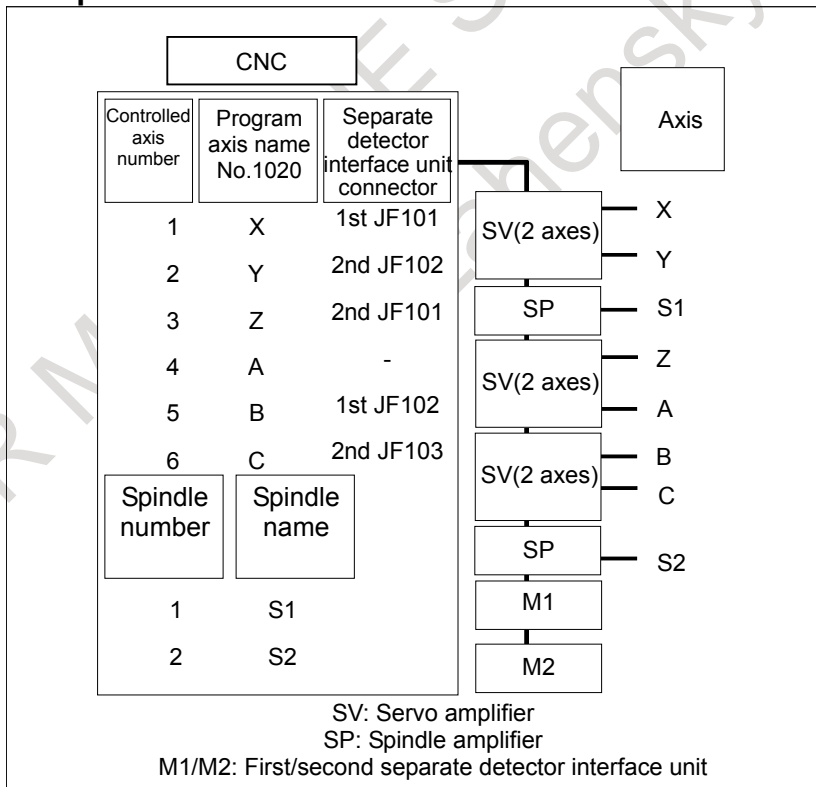 CNC
Controlled
axis
number
Program
axis name
No.1020
Separate
detector
interface unit
connector
1 X 1st JF101
2 Y 2nd JF102
3 Z 2nd JF101
4 A -
5 B 1st JF102
6 C 2nd JF103
Spindle
number
Spindle
name
1 S1
2 S2
Axis
SV(2 axes)
X
Y
SP
S1
SV(2 axes)
Z
A
SV(2 axes)
B
C
SP
S2
M1
M2
SV: Servo amplifier
SP: Spindle amplifier
M1/M2: First/second separate detector interface unit